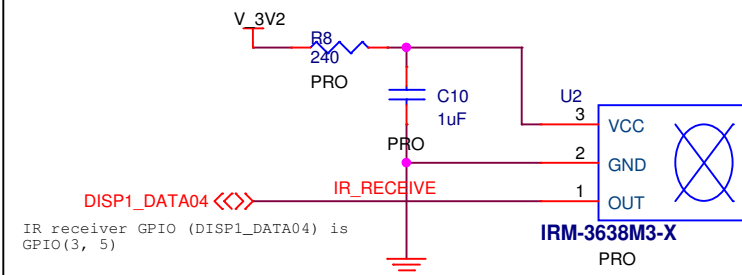 V_3V2
R8
240
PRO
C10
1uF
PRO
U2
3
VCC
2
GND
1
OUT
DISP1_DATA04
IR_RECEIVE
IRM-3638M3-X
PRO
IR receiver GPIO (DISP1_DATA04) is
GPIO(3, 5)